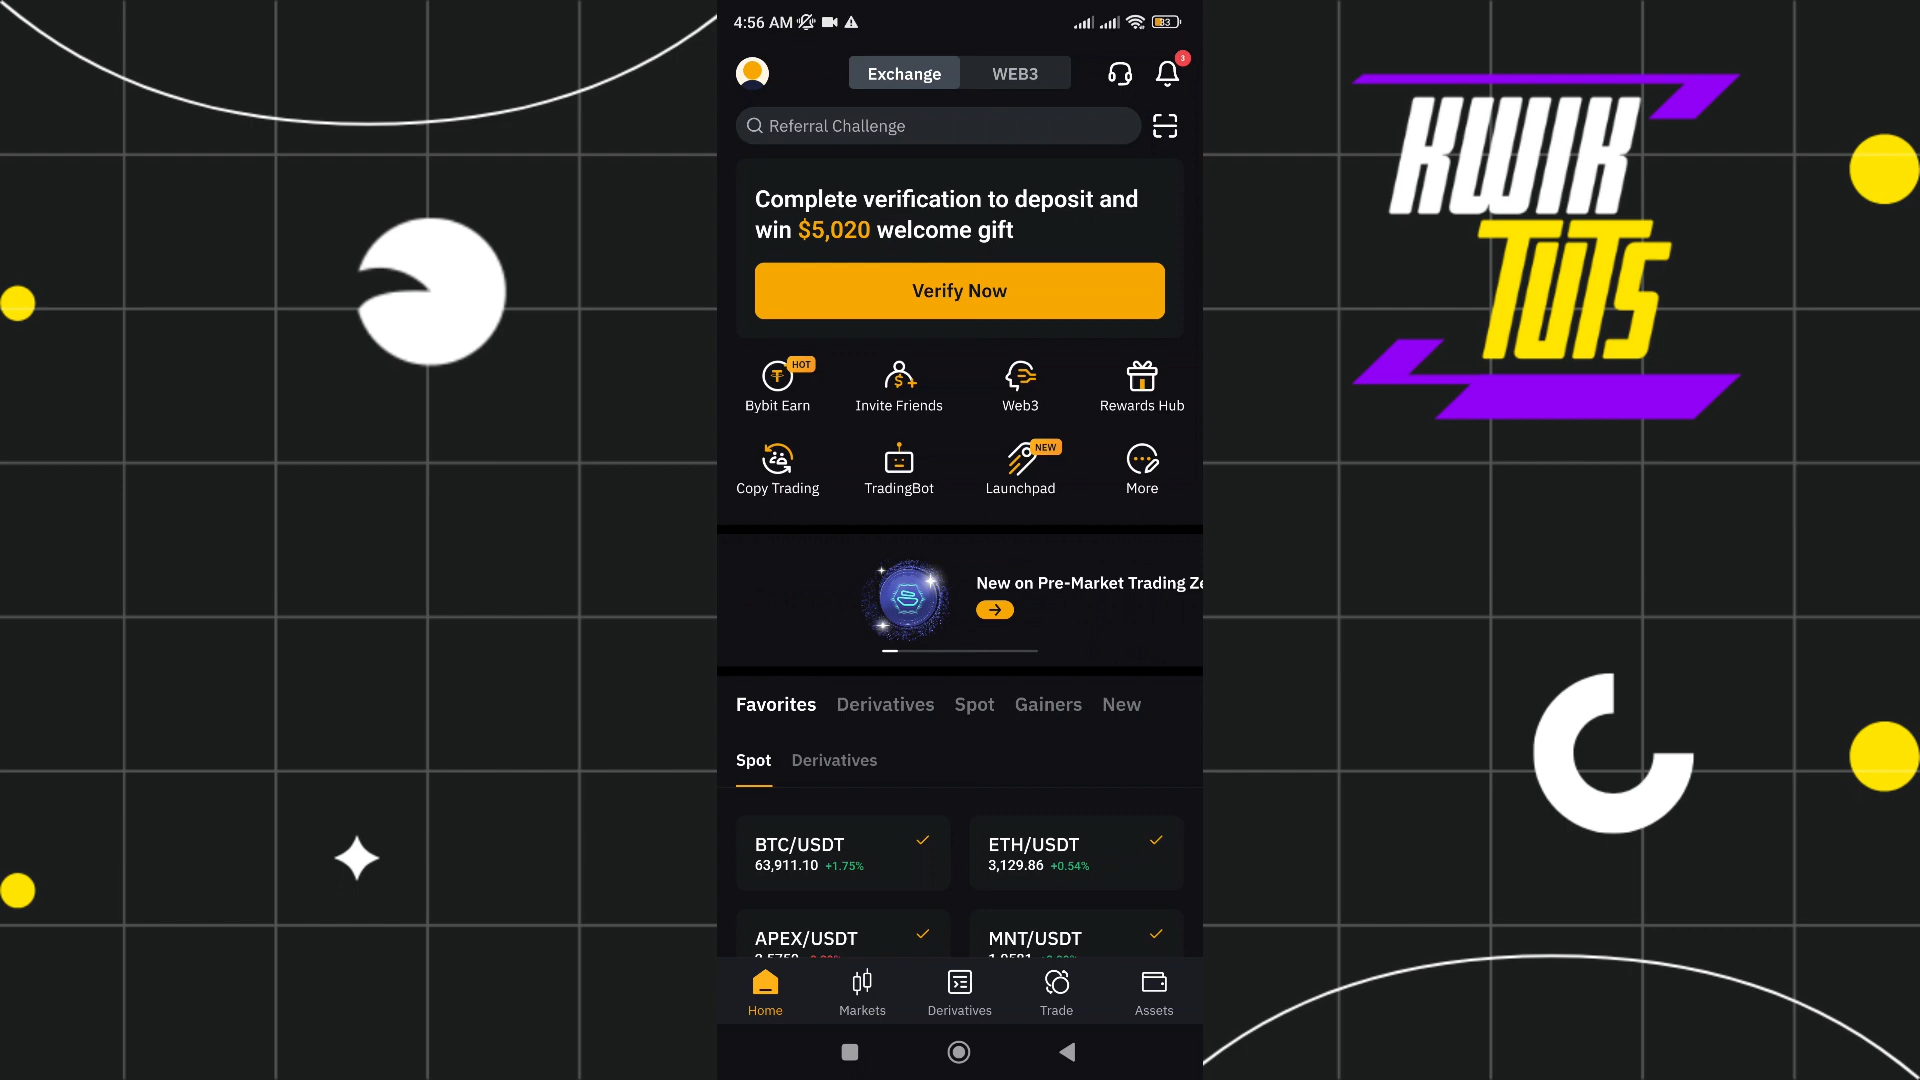 4:56 AM
33
Exchange
WEB3
3
Referral Challenge
Complete verification to deposit and
win $5,020 welcome gift
Verify Now
HOT
Bybit Earn
Invite Friends
Web3
Rewards Hub
NEW
Copy Trading
TradingBot
Launchpad
More
New on Pre-Market Trading Ze
Favorites
Derivatives
Spot
Gainers
New
Spot
Derivatives
BTC/USDT
63,911.10 +1.75%
ETH/USDT
3,129.86 +0.54%
APEX/USDT
MNT/USDT
Home
Markets
Derivatives
Trade
Assets
KWIK
TUTS